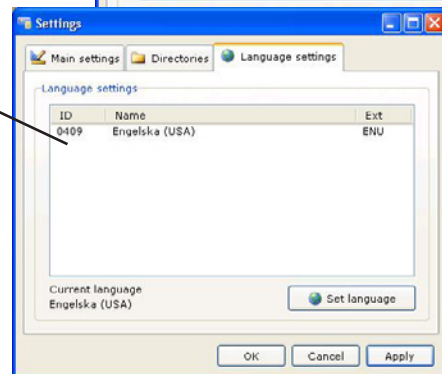 Settings
Main settings Directories Language settings
Language settings
ID Name Ext
0409 Engelska (USA) ENU
Current language
Engelska (USA)
Set language
OK Cancel Apply